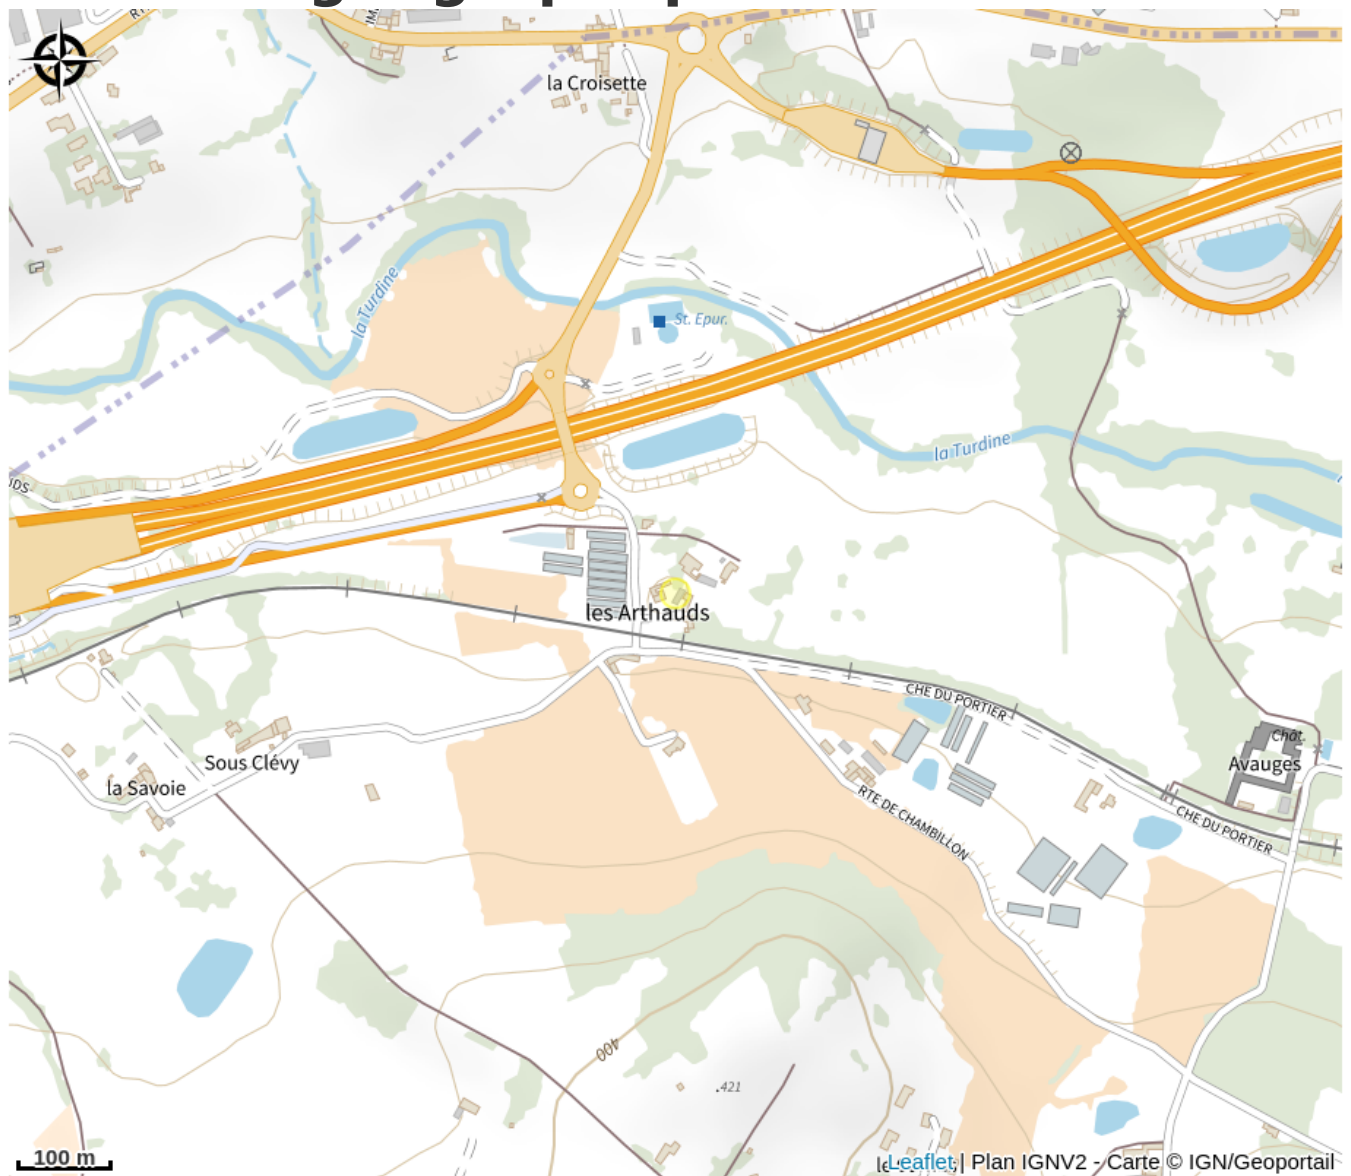 la Croisette
la Turdine
St. Epur.
la Turdine
les Arthauds
CHE DU PORTIER
Chât.
Avauges
Sous Clévy
la Savoie
RTE DE CHAMBILLON
CHE DU PORTIER
400
.421
100 m
Leaflet | Plan IGNV2 - Carte © IGN/Geoportail